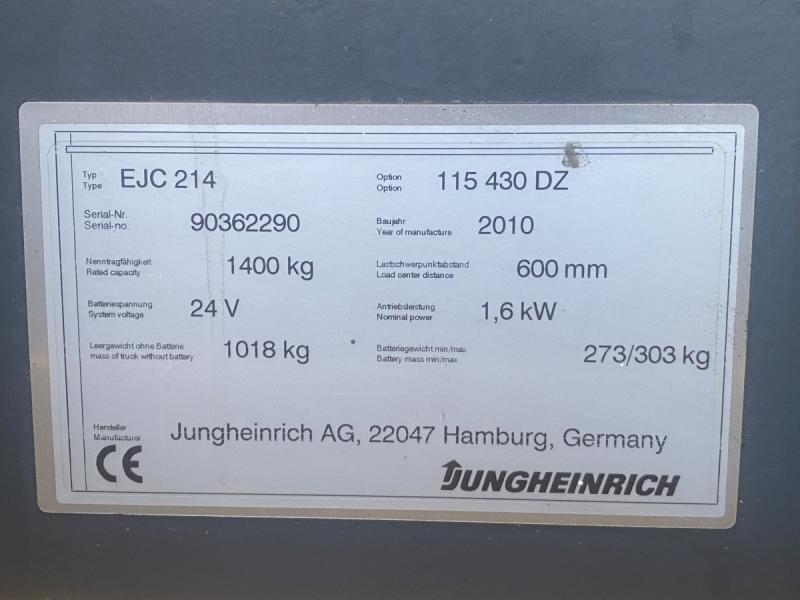 Typ
Type EJC 214 Option
Option 115 430 DZ
Serial-Nr.
Serial-no. 90362290 Baujahr
Year of manufacture 2010
Nenntragfähigkeit
Rated capacity 1400 kg Lastschwerpunktabstand
Load center distance 600 mm
Batteriespannung
System voltage 24 V Antriebsleistung
Nominal power 1,6 kW
Leergewicht ohne Batterie
mass of truck without battery 1018 kg Batteriegewicht min/max
Battery mass min/max 273/303 kg
Hersteller
Manufacturer Jungheinrich AG, 22047 Hamburg, Germany
CE JUNGHEINRICH